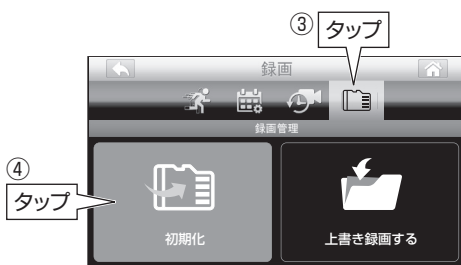 ③ タップ
録画
録画管理
④
タップ
初期化
上書き録画する